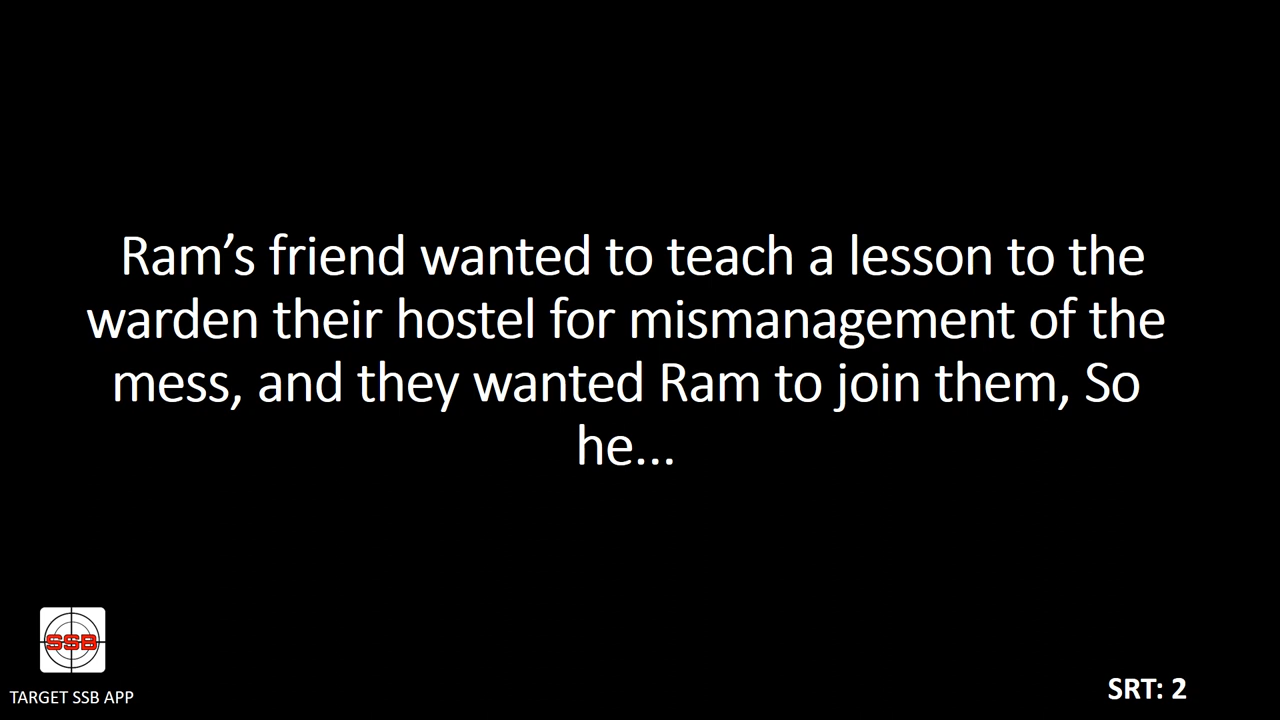 Ram’s friend wanted to teach a lesson to the
warden their hostel for mismanagement of the
mess, and they wanted Ram to join them, So
he...
SSB
TARGET SSB APP
SRT: 2